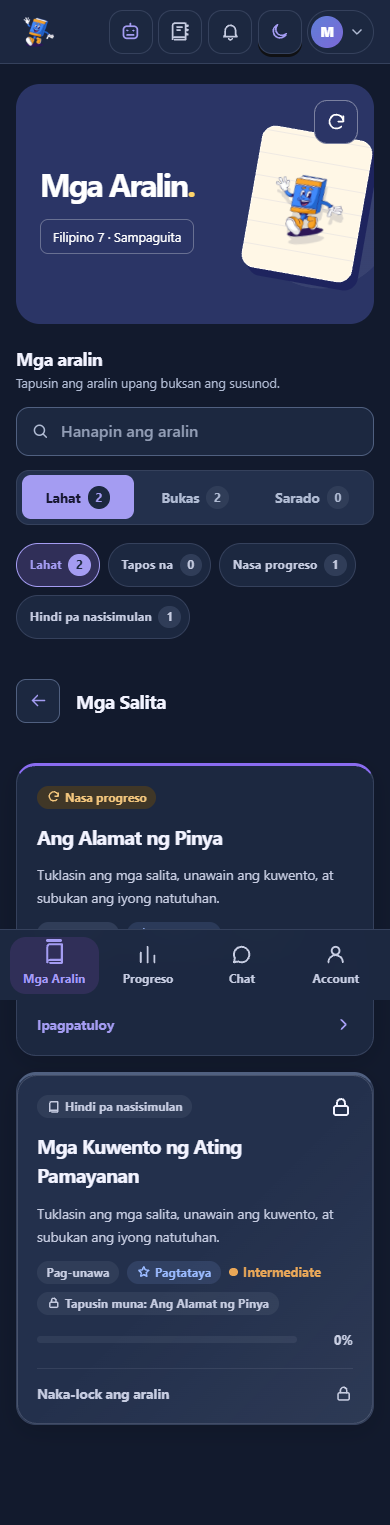 M
Mga Aralin.
Filipino 7 · Sampaguita
Mga aralin
Tapusin ang aralin upang buksan ang susunod.
Hanapin ang aralin
Lahat 2
Bukas 2
Sarado 0
Lahat 2
Tapos na 0
Nasa progreso 1
Hindi pa nasisimulan 1
Mga Salita
Nasa progreso
Ang Alamat ng Pinya
Tuklasin ang mga salita, unawain ang kuwento, at
subukan ang iyong natutuhan.
Mga Aralin
Progreso
Chat
Account
Ipagpatuloy
Hindi pa nasisimulan
Mga Kuwento ng Ating
Pamayanan
Tuklasin ang mga salita, unawain ang kuwento, at
subukan ang iyong natutuhan.
Pag-unawa
Pagtataya
Intermediate
Tapusin muna: Ang Alamat ng Pinya
0%
Naka-lock ang aralin